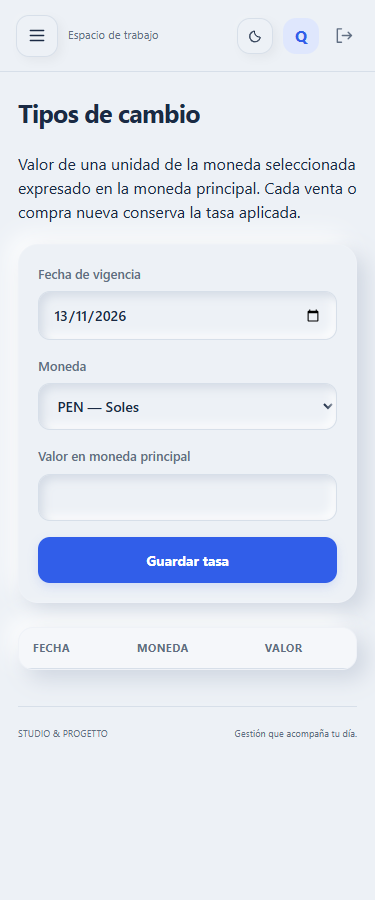 Espacio de trabajo
Q
Tipos de cambio
Valor de una unidad de la moneda seleccionada
expresado en la moneda principal. Cada venta o
compra nueva conserva la tasa aplicada.
Fecha de vigencia
13/11/2026
Moneda
PEN — Soles
Valor en moneda principal
Guardar tasa
FECHA MONEDA VALOR
STUDIO & PROGETTO Gestión que acompaña tu día.